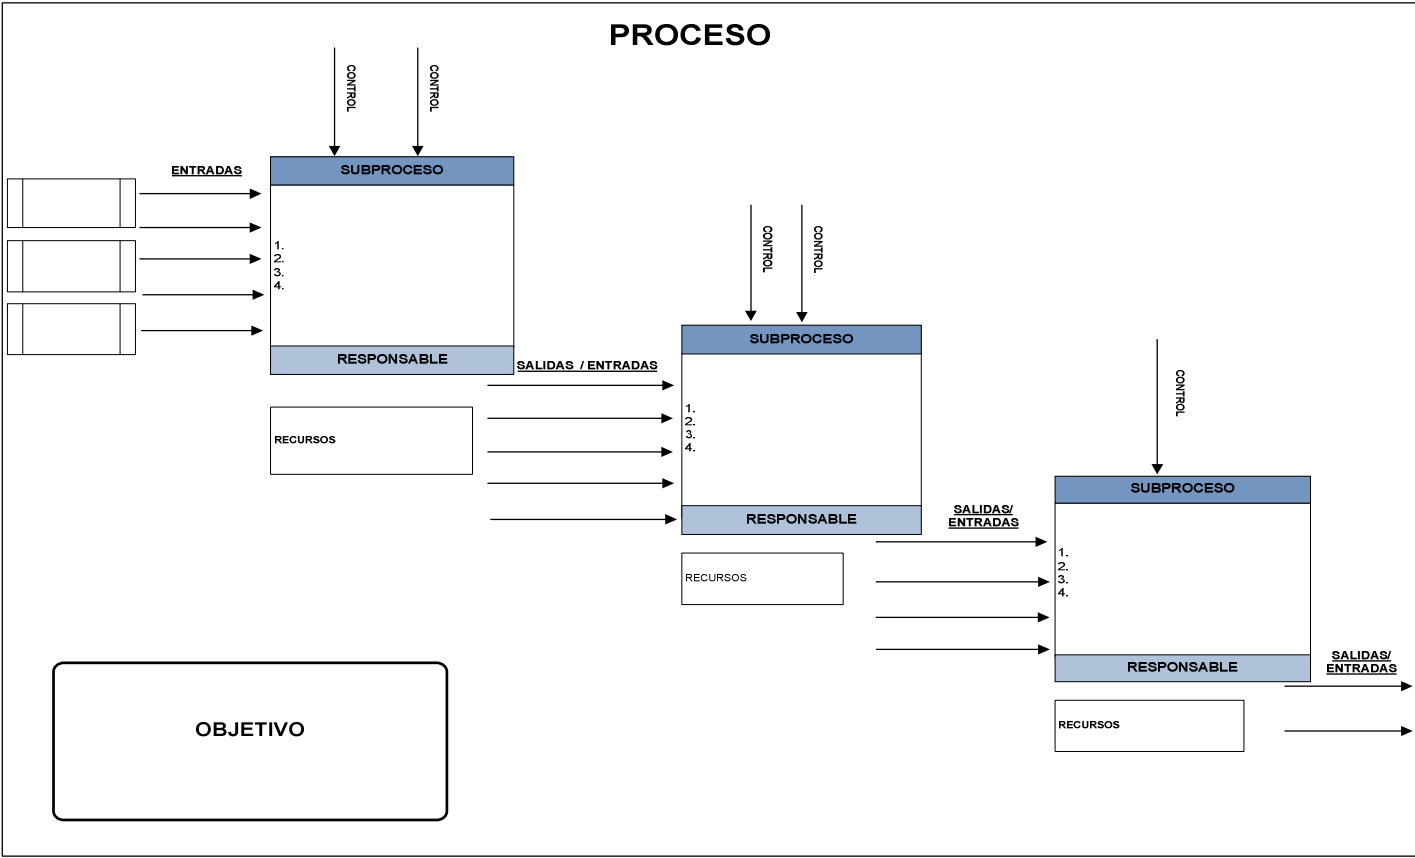 PROCESO
CONTROL
CONTROL
ENTRADAS
SUBPROCESO
1.
2.
3.
4.
RESPONSABLE
RECURSOS
CONTROL
CONTROL
SALIDAS / ENTRADAS
SUBPROCESO
1.
2.
3.
4.
RESPONSABLE
RECURSOS
CONTROL
SALIDAS/
ENTRADAS
SUBPROCESO
1.
2.
3.
4.
RESPONSABLE
RECURSOS
SALIDAS/
ENTRADAS
OBJETIVO